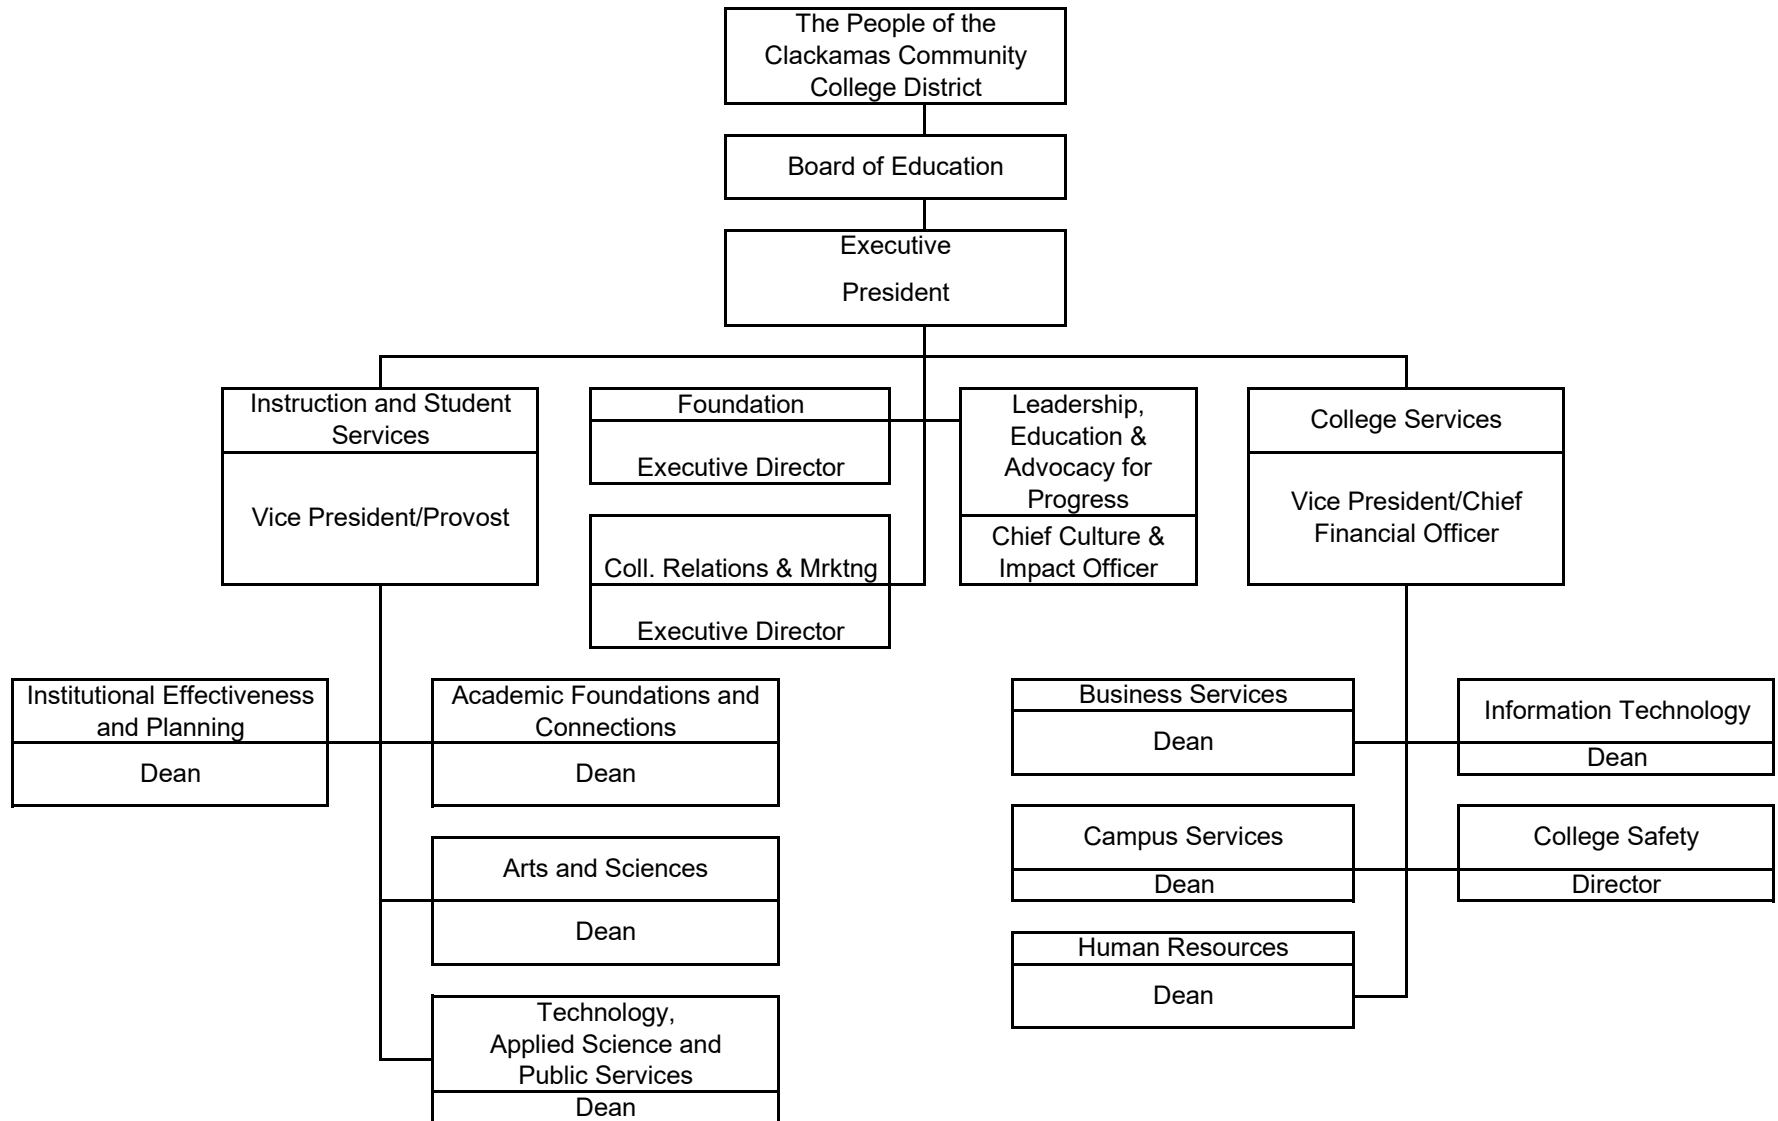 The People of the
Clackamas Community
College District
Board of Education
Executive
President
Instruction and Student
Services
Vice President/Provost
Foundation
Executive Director
Coll. Relations & Mrktng
Executive Director
Leadership,
Education &
Advocacy for
Progress
Chief Culture &
Impact Officer
College Services
Vice President/Chief
Financial Officer
Institutional Effectiveness
and Planning
Dean
Academic Foundations and
Connections
Dean
Arts and Sciences
Dean
Technology,
Applied Science and
Public Services
Dean
Business Services
Dean
Information Technology
Dean
Campus Services
Dean
College Safety
Director
Human Resources
Dean